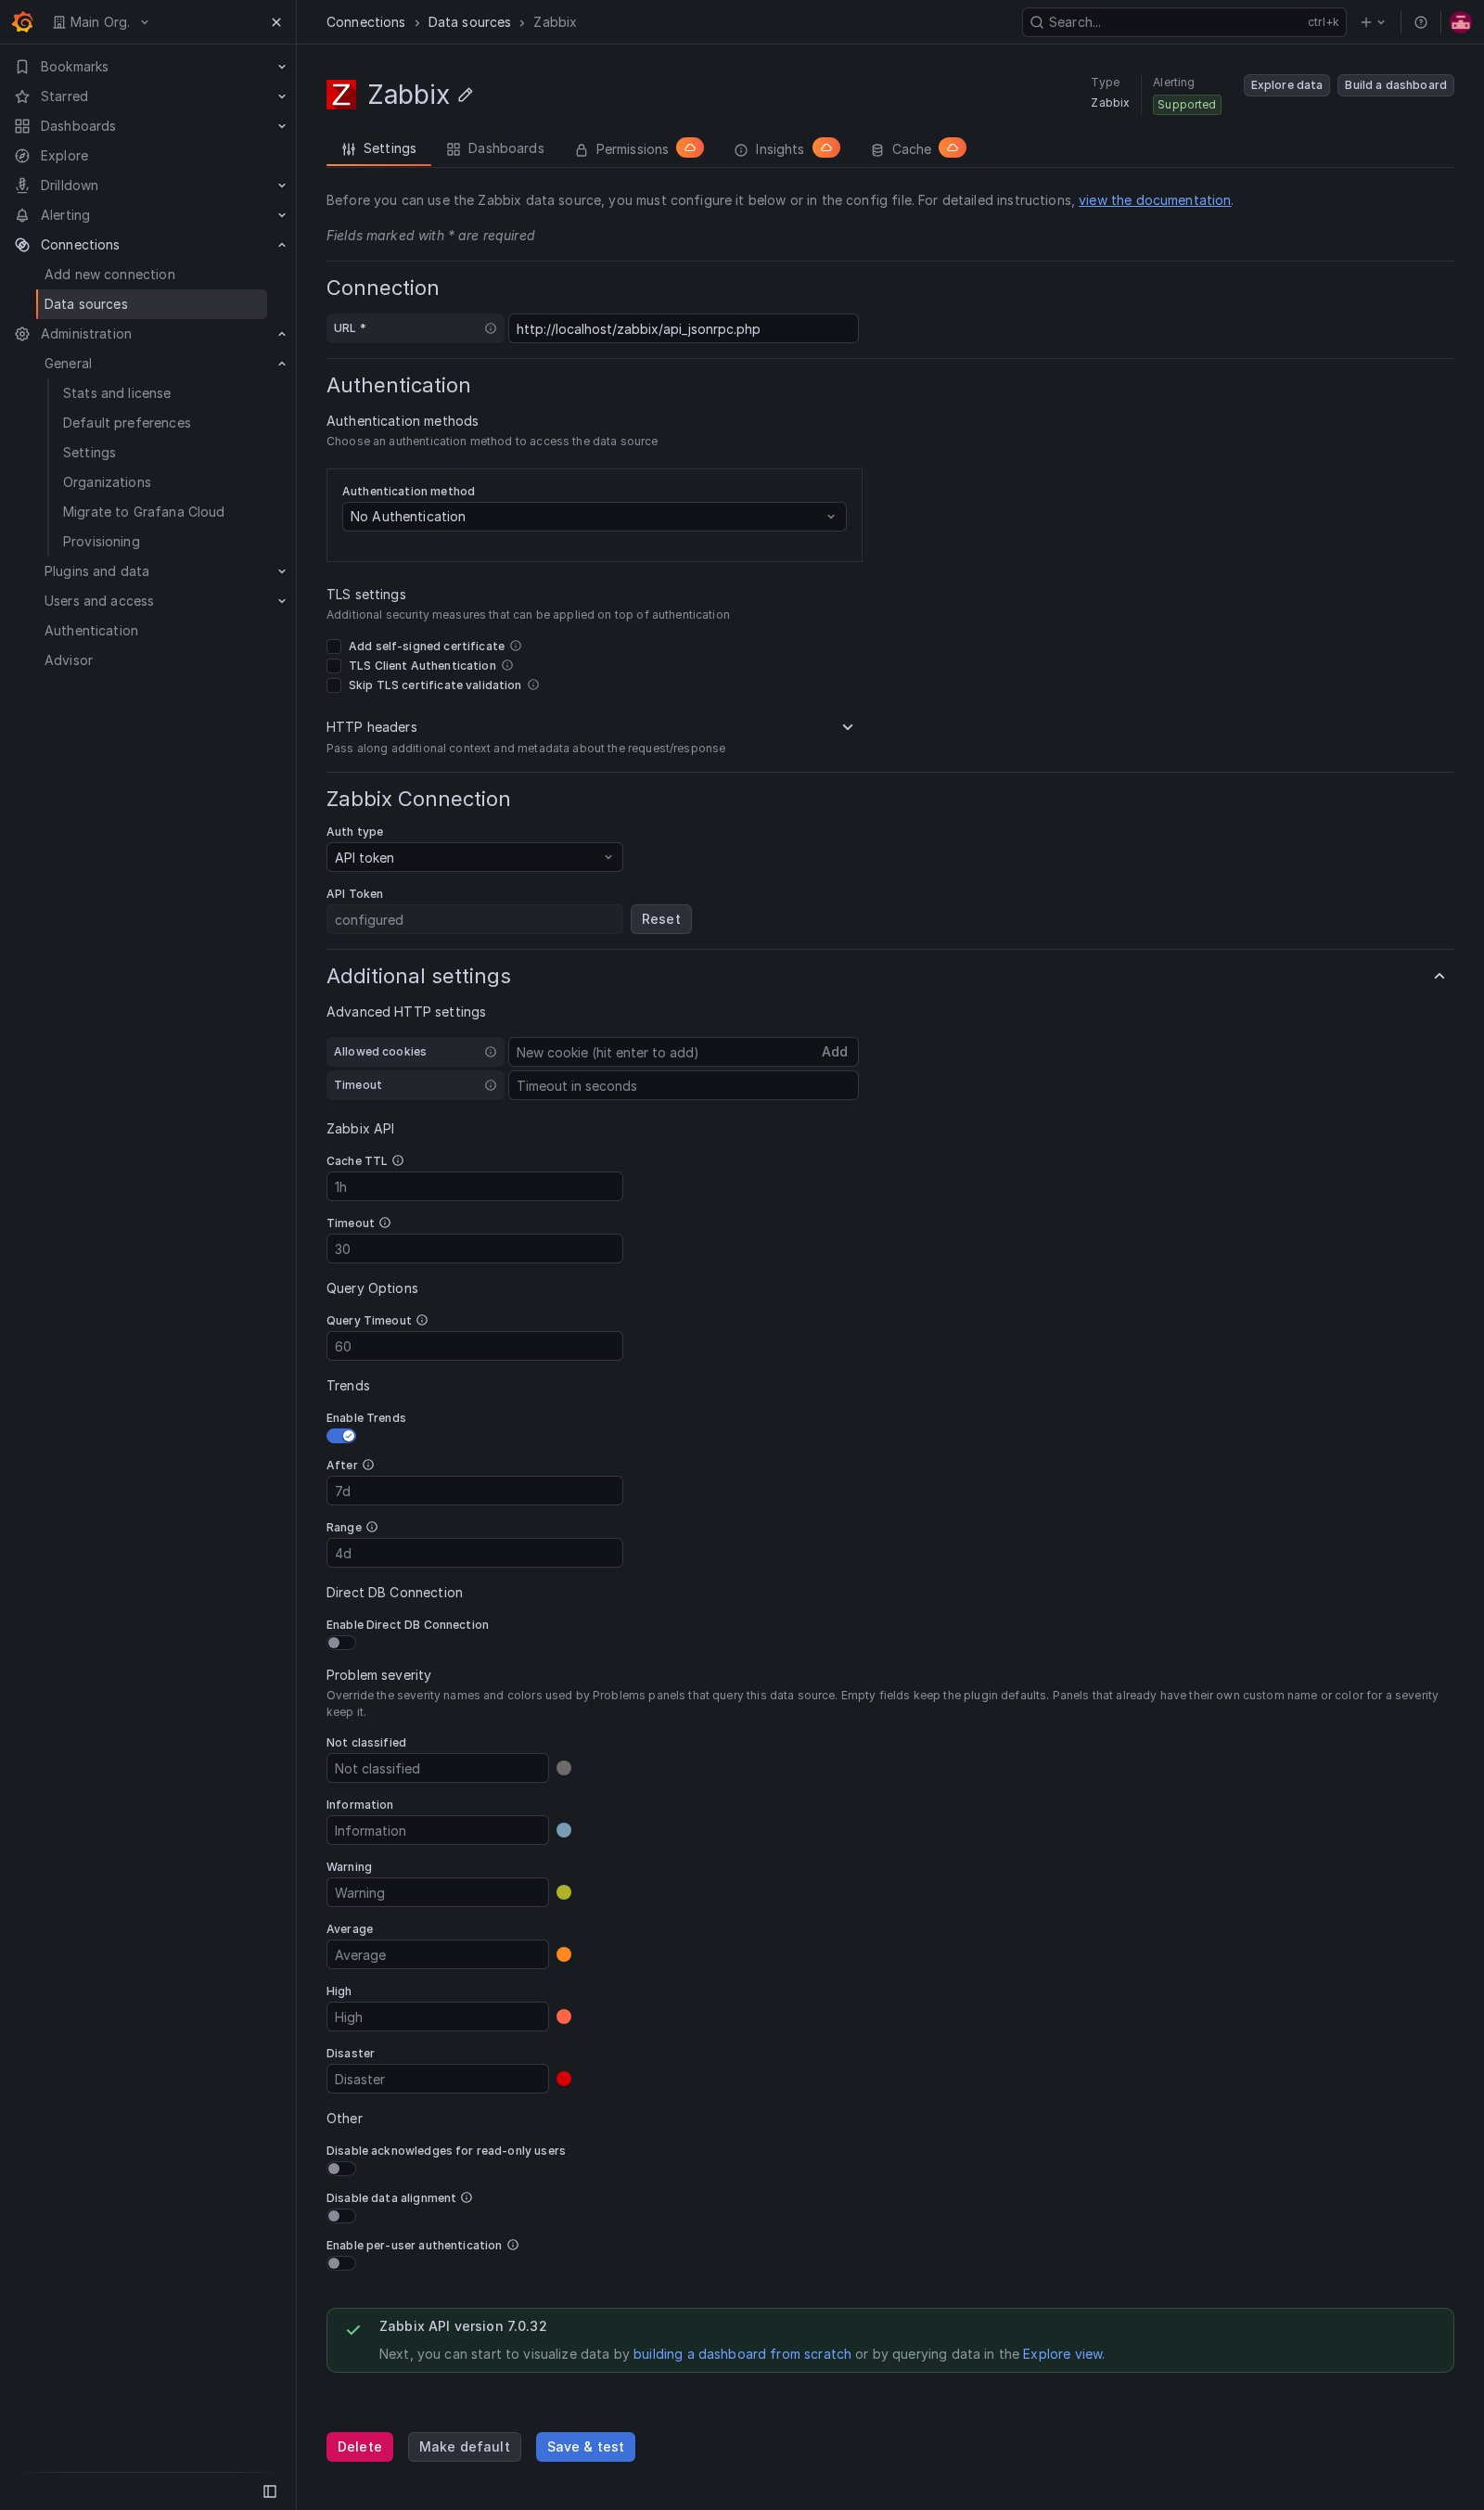 Main Org.
Connections > Data sources > Zabbix
Search...
ctrl+k
Bookmarks
Starred
Dashboards
Explore
Drilldown
Alerting
Connections
Add new connection
Data sources
Administration
General
Stats and license
Default preferences
Settings
Organizations
Migrate to Grafana Cloud
Provisioning
Plugins and data
Users and access
Authentication
Advisor
Z Zabbix
Type
Zabbix
Alerting
Supported
Explore data
Build a dashboard
Settings
Dashboards
Permissions
Insights
Cache
Before you can use the Zabbix data source, you must configure it below or in the config file. For detailed instructions, view the documentation.
Fields marked with * are required
Connection
URL *
http://localhost/zabbix/api_jsonrpc.php
Authentication
Authentication methods
Choose an authentication method to access the data source
Authentication method
No Authentication
TLS settings
Additional security measures that can be applied on top of authentication
Add self-signed certificate
TLS Client Authentication
Skip TLS certificate validation
HTTP headers
Pass along additional context and metadata about the request/response
Zabbix Connection
Auth type
API token
API Token
configured
Reset
Additional settings
Advanced HTTP settings
Allowed cookies
New cookie (hit enter to add)
Add
Timeout
Timeout in seconds
Zabbix API
Cache TTL
1h
Timeout
30
Query Options
Query Timeout
60
Trends
Enable Trends
After
7d
Range
4d
Direct DB Connection
Enable Direct DB Connection
Problem severity
Override the severity names and colors used by Problems panels that query this data source. Empty fields keep the plugin defaults. Panels that already have their own custom name or color for a severity
keep it.
Not classified
Not classified
Information
Information
Warning
Warning
Average
Average
High
High
Disaster
Disaster
Other
Disable acknowledges for read-only users
Disable data alignment
Enable per-user authentication
Zabbix API version 7.0.32
Next, you can start to visualize data by building a dashboard from scratch or by querying data in the Explore view.
Delete
Make default
Save & test